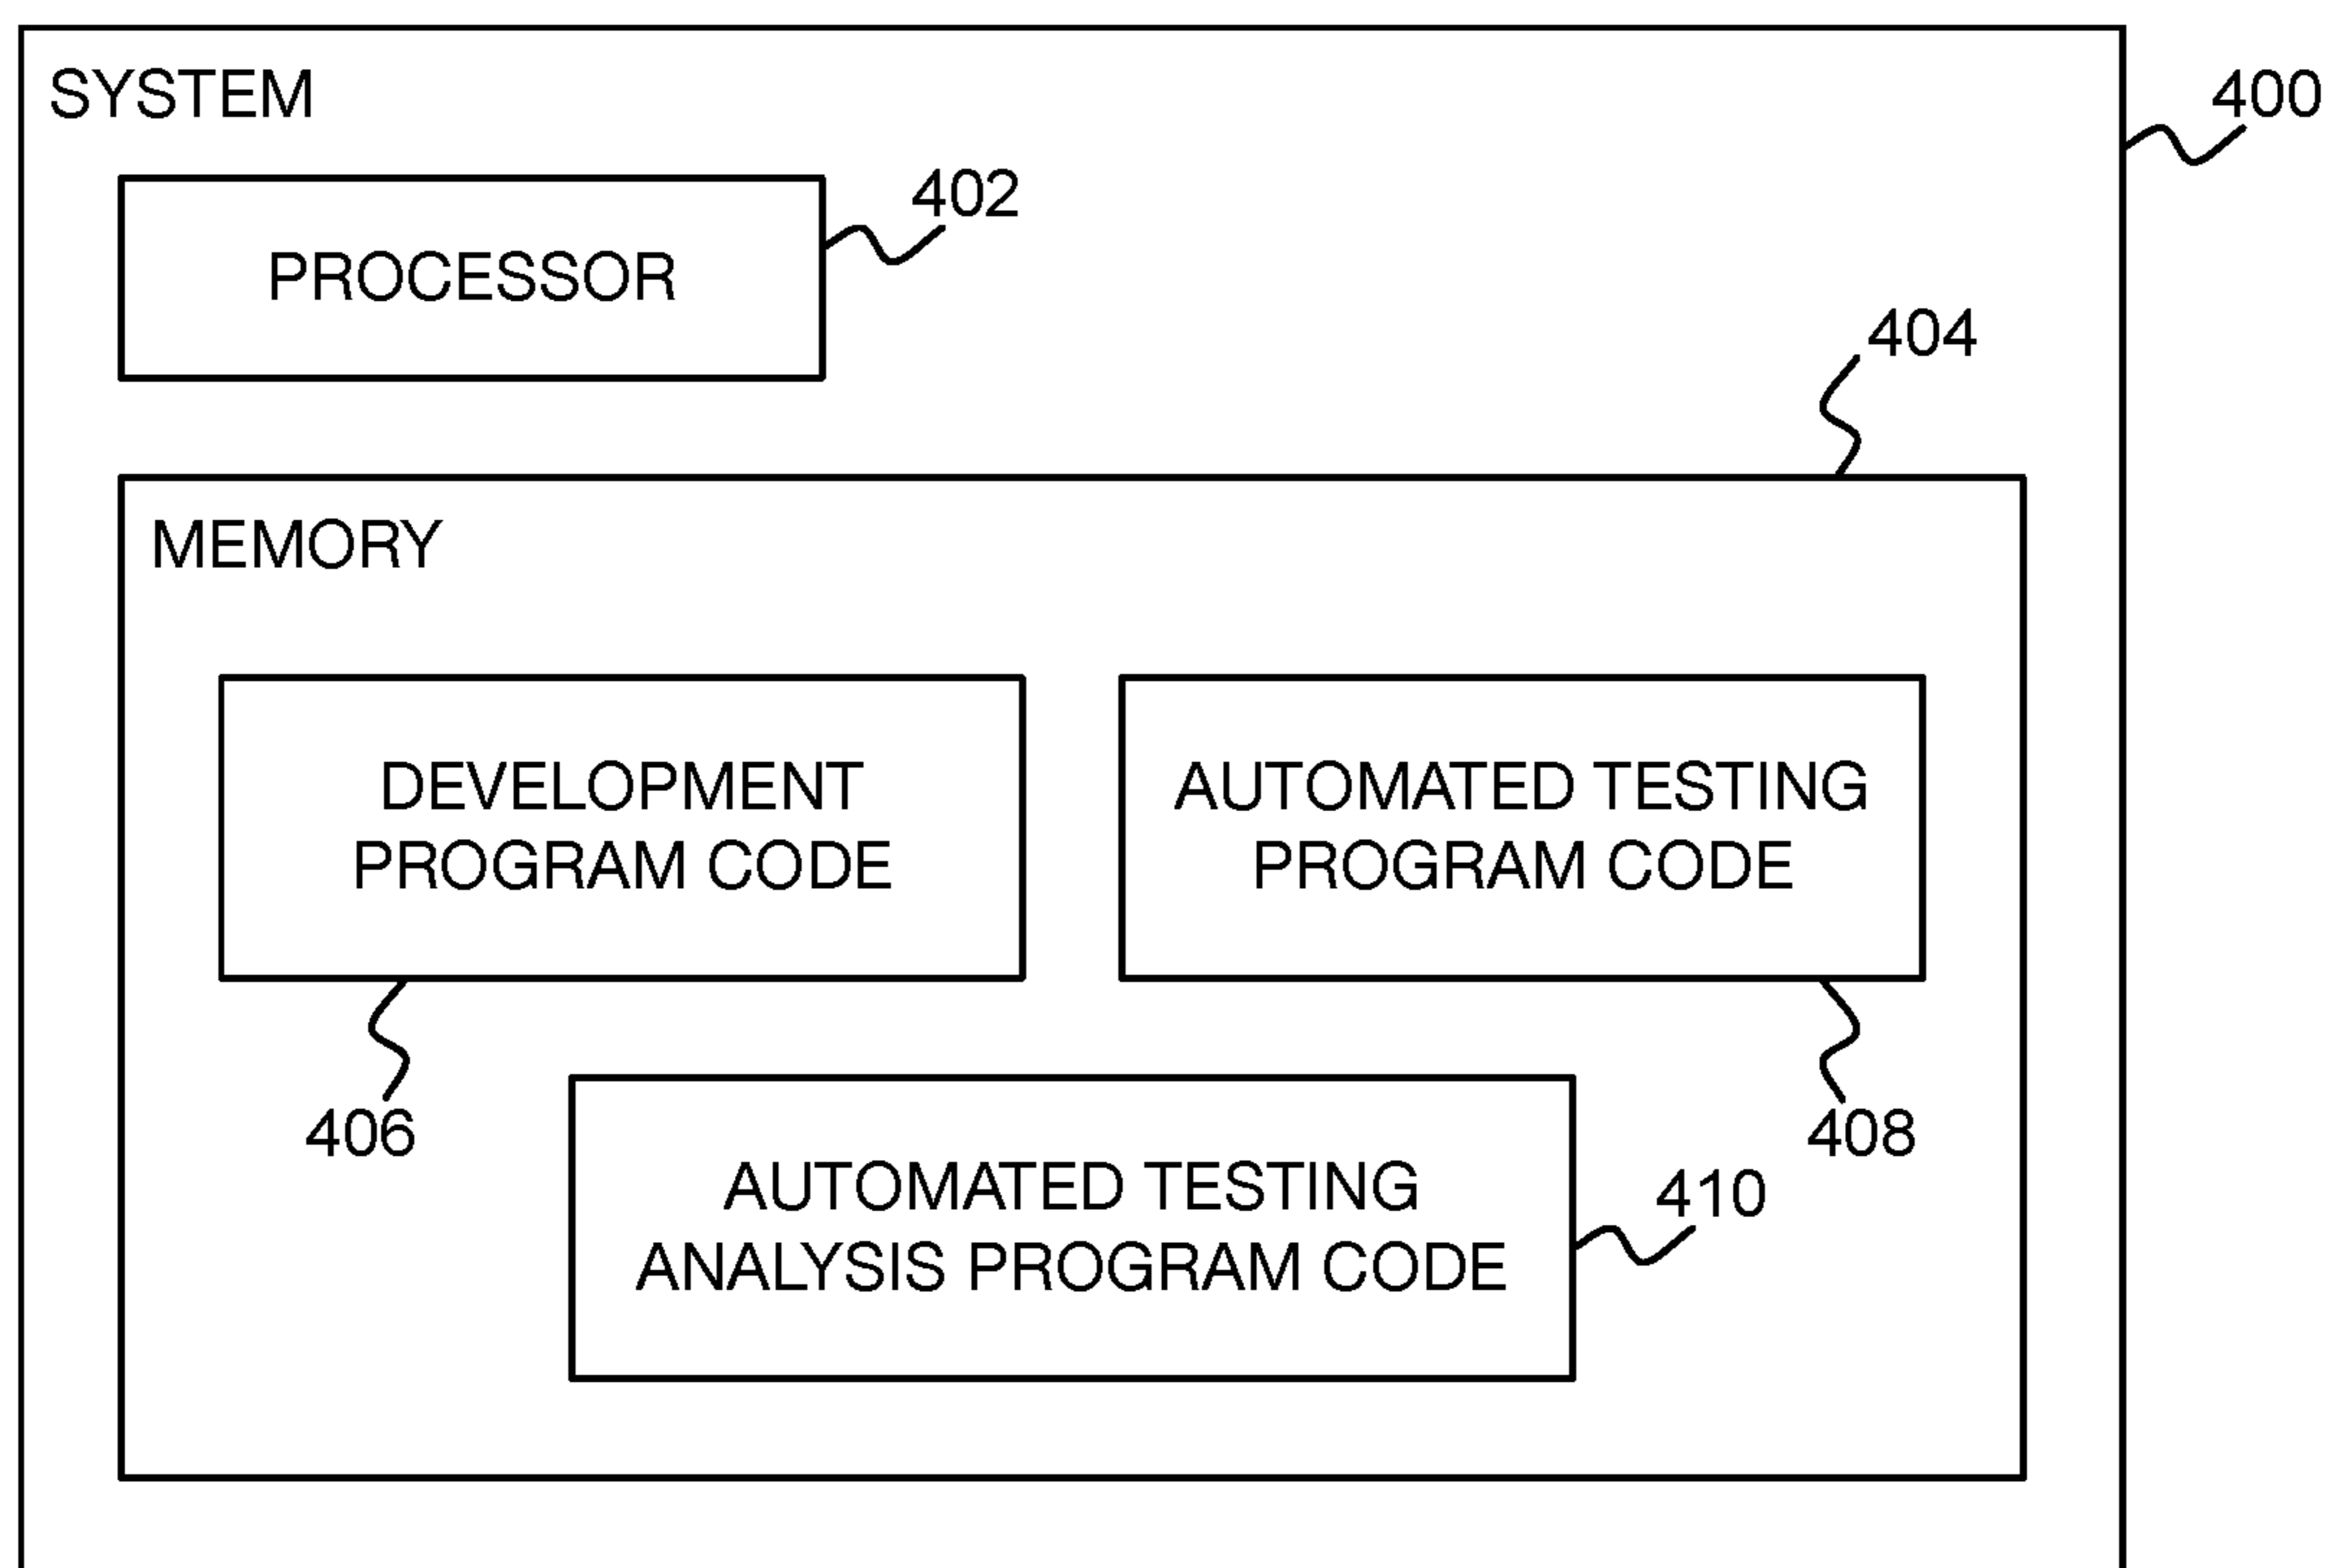 SYSTEM
400
402
PROCESSOR
404
MEMORY
DEVELOPMENT
PROGRAM CODE
AUTOMATED TESTING
PROGRAM CODE
406
408
AUTOMATED TESTING
ANALYSIS PROGRAM CODE
410